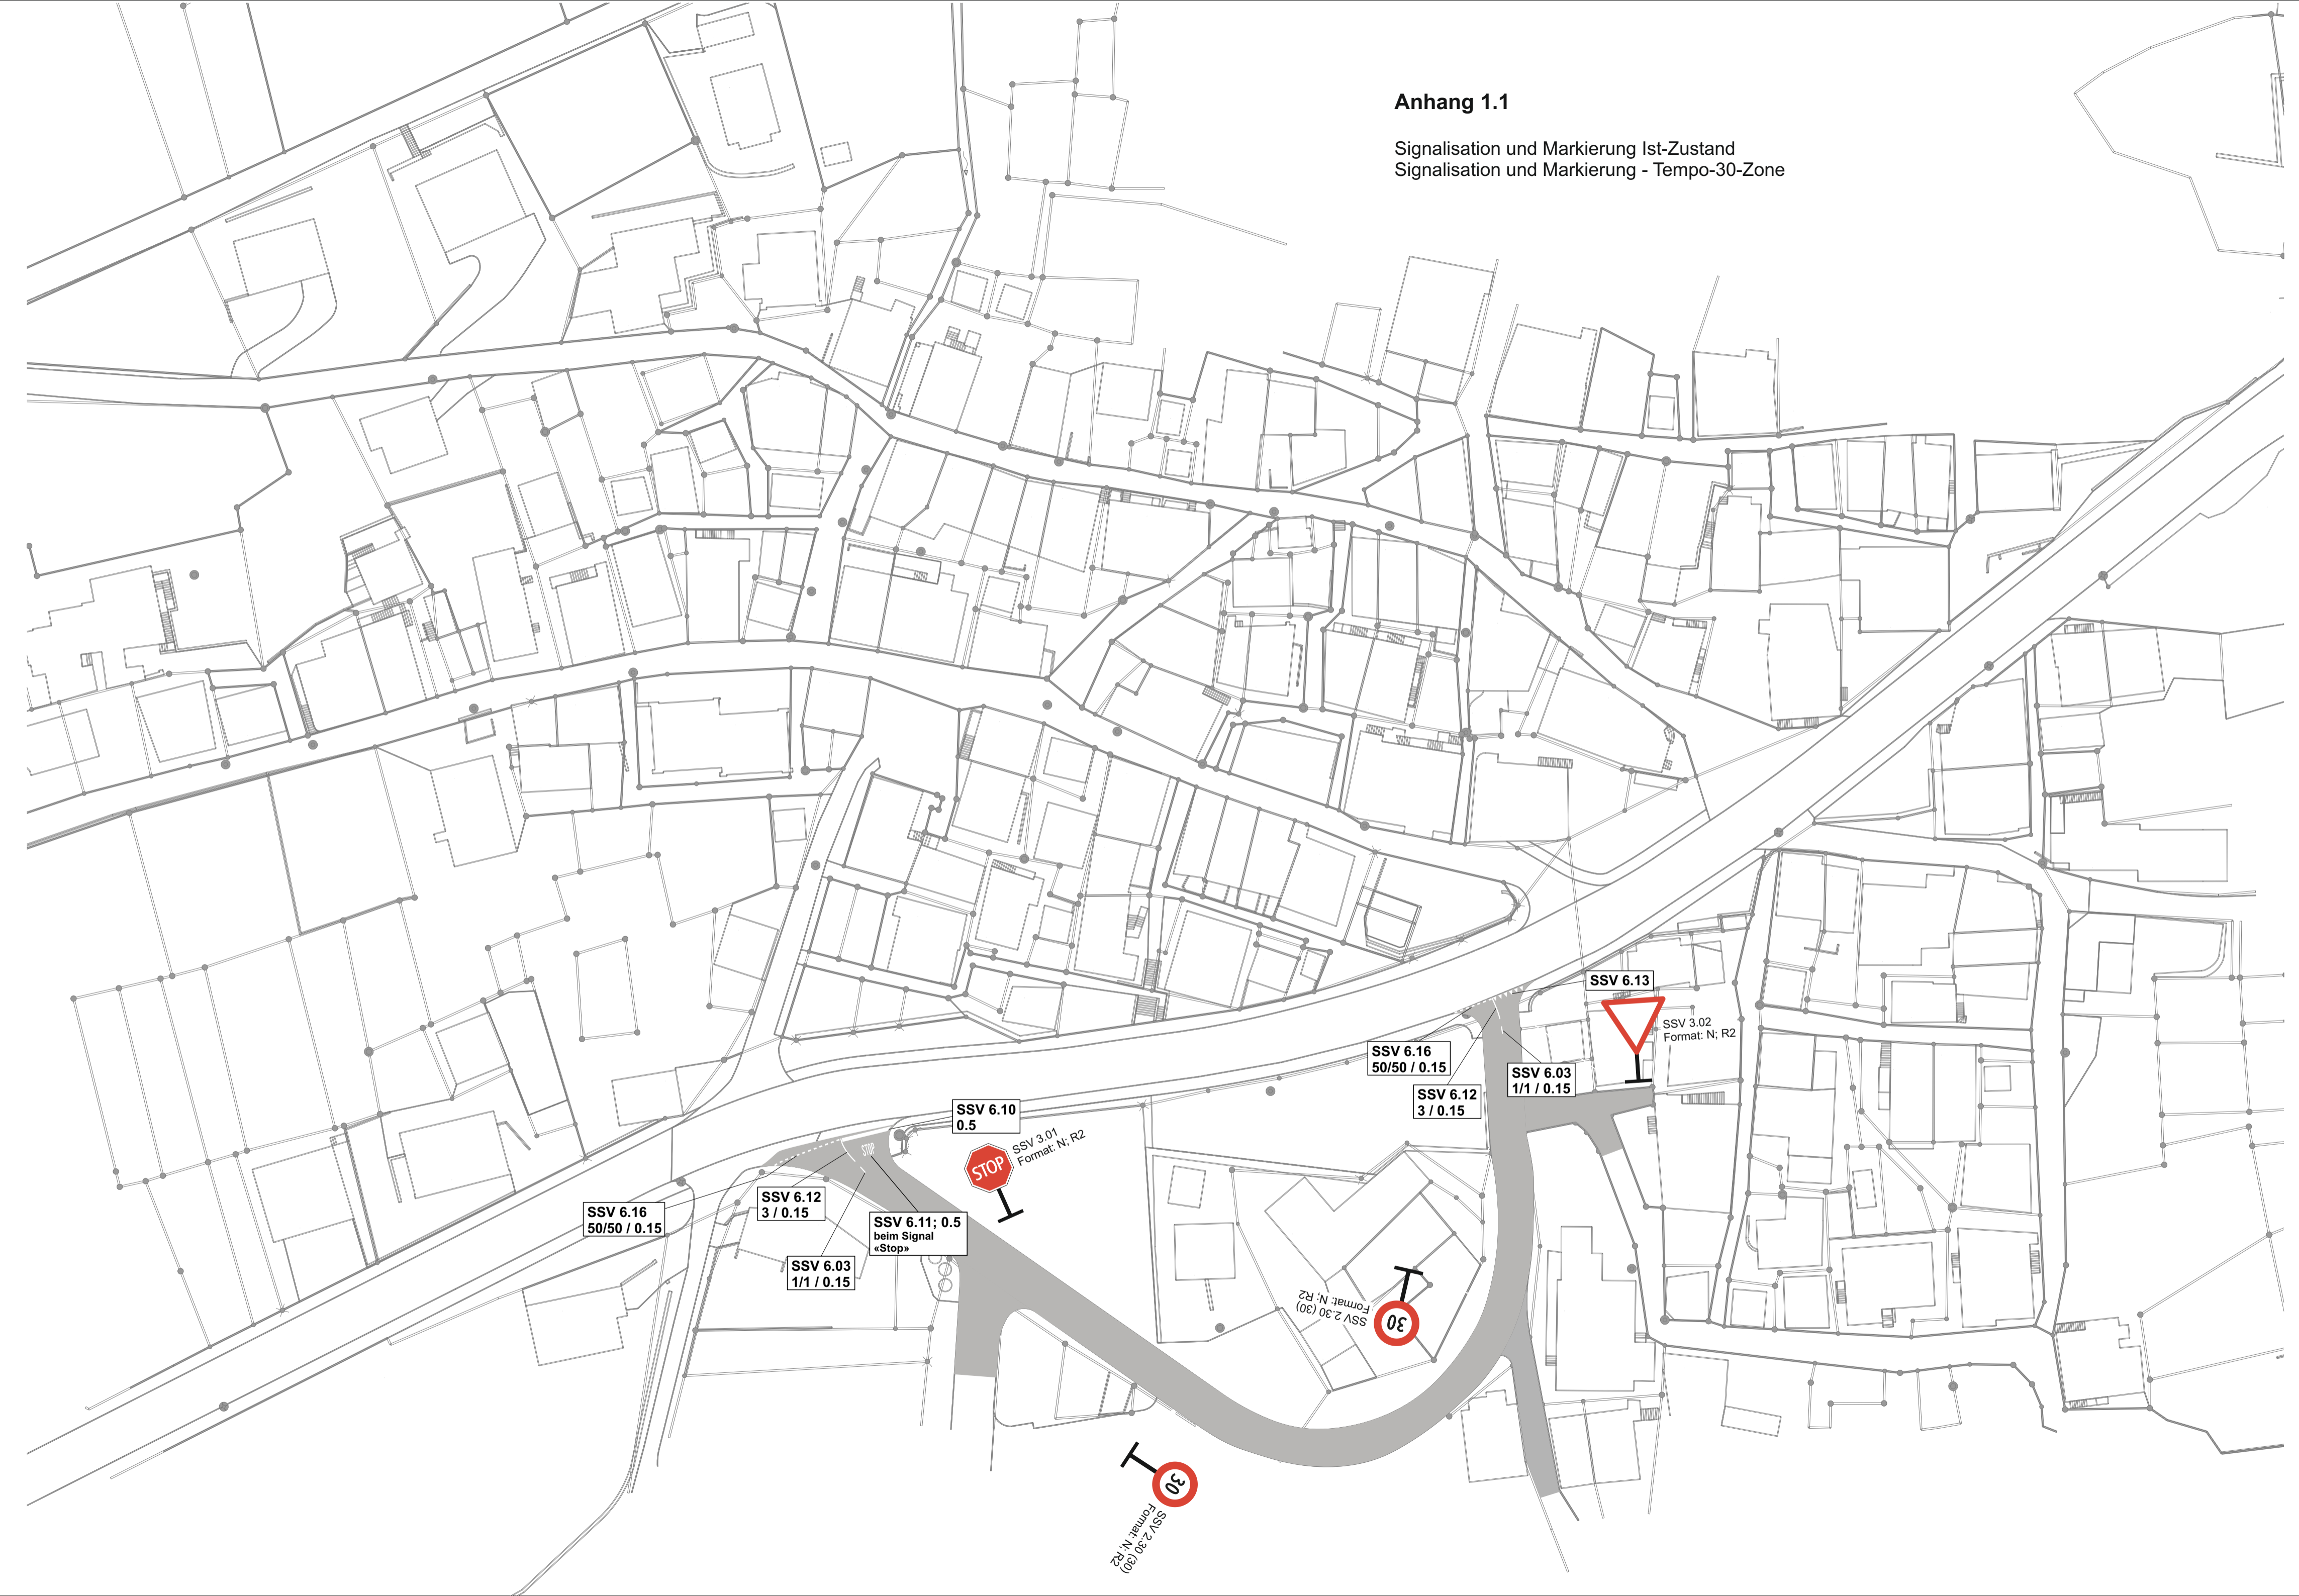 Anhang 1.1
Signalisation und Markierung Ist-Zustand
Signalisation und Markierung - Tempo-30-Zone
SSV 6.13
SSV 3.02
Format: N; R2
SSV 6.16
50/50 / 0.15
SSV 6.03
1/1 / 0.15
SSV 6.12
3 / 0.15
SSV 6.10
0.5
STOP
STOP
SSV 3.01
Format: N; R2
SSV 6.12
3 / 0.15
SSV 6.16
50/50 / 0.15
SSV 6.11; 0.5
beim Signal
«Stop»
SSV 6.03
1/1 / 0.15
30
SSV 2.30 (30)
Format: N; R2
30
SSV 2.30 (30)
Format: N; R2